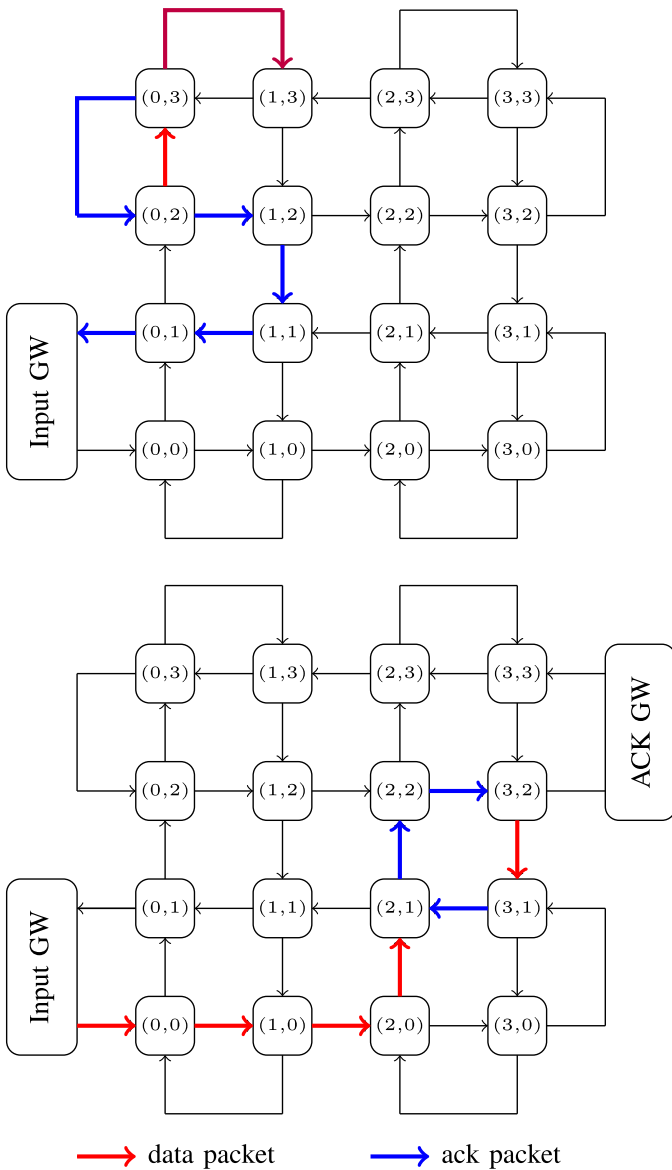 (0,3) (1,3) (2,3) (3,3)
(0,2) (1,2) (2,2) (3,2)
Input GW
(0,1) (1,1) (2,1) (3,1)
(0,0) (1,0) (2,0) (3,0)
(0,3) (1,3) (2,3) (3,3)
ACK GW
(0,2) (1,2) (2,2) (3,2)
Input GW
(0,1) (1,1) (2,1) (3,1)
(0,0) (1,0) (2,0) (3,0)
data packet ack packet